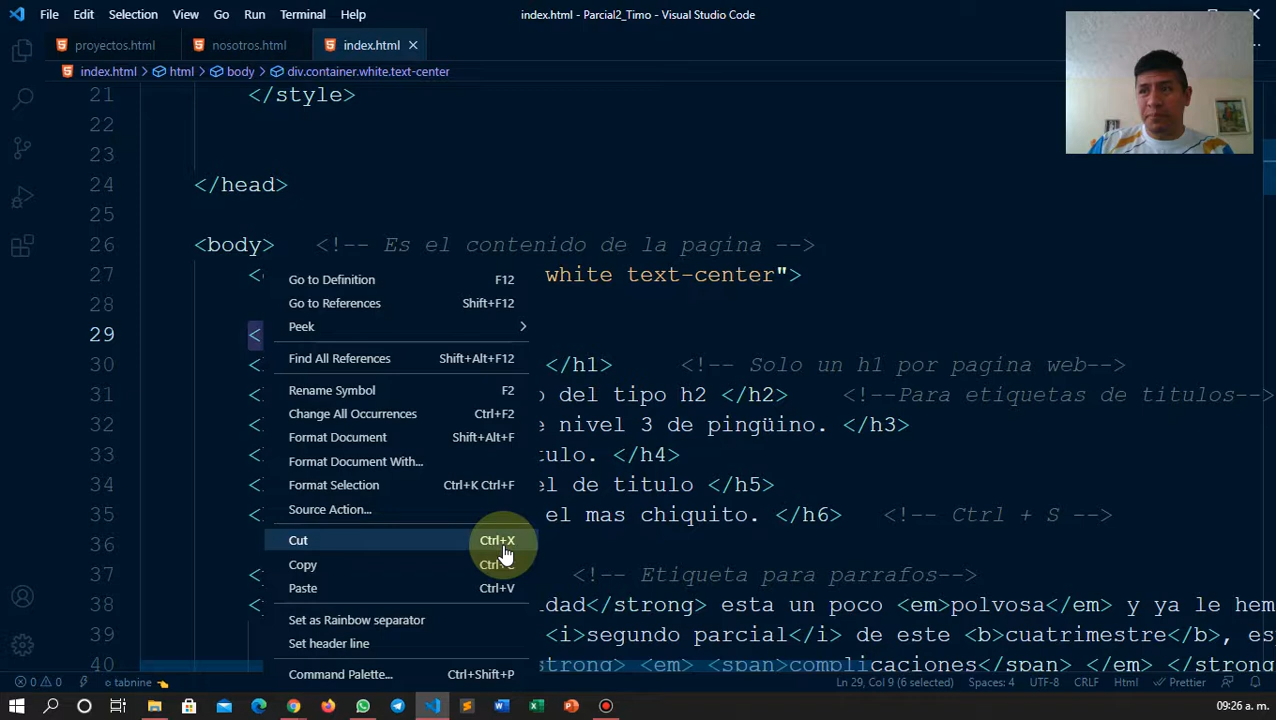 File Edit Selection View Go Run Terminal Help index.html - Parcial2_Timo - Visual Studio Code
proyectos.html nosotros.html index.html
index.html > html > body > div.container.white.text-center
21 </style>
22
23
24 </head>
25
26 <body> <!-- Es el contenido de la pagina -->
27 < white text-center">
28
29 <
30 < </h1> <!-- Solo un h1 por pagina web-->
31 < o del tipo h2 </h2> <!--Para etiquetas de titulos-->
32 < e nivel 3 de pingüino. </h3>
33 < tulo. </h4>
34 < el de titulo </h5>
35 < el mas chiquito. </h6> <!-- Ctrl + S -->
36
37 < <!-- Etiqueta para parrafos-->
38 idad</strong> esta un poco <em>polvosa</em> y ya le hem
39 <i>segundo parcial</i> de este <b>cuatrimestre</b>, es
40 strong> <em> <span>complicaciones</span> </em> </strong
Go to Definition F12
Go to References Shift+F12
Peek >
Find All References Shift+Alt+F12
Rename Symbol F2
Change All Occurrences Ctrl+F2
Format Document Shift+Alt+F
Format Document With...
Format Selection Ctrl+K Ctrl+F
Source Action...
Cut Ctrl+X
Copy Ctrl+C
Paste Ctrl+V
Set as Rainbow separator
Set header line
Command Palette... Ctrl+Shift+P
0 0 tabnine Ln 29, Col 9 (6 selected) Spaces: 4 UTF-8 CRLF Html Prettier
09:26 a. m.